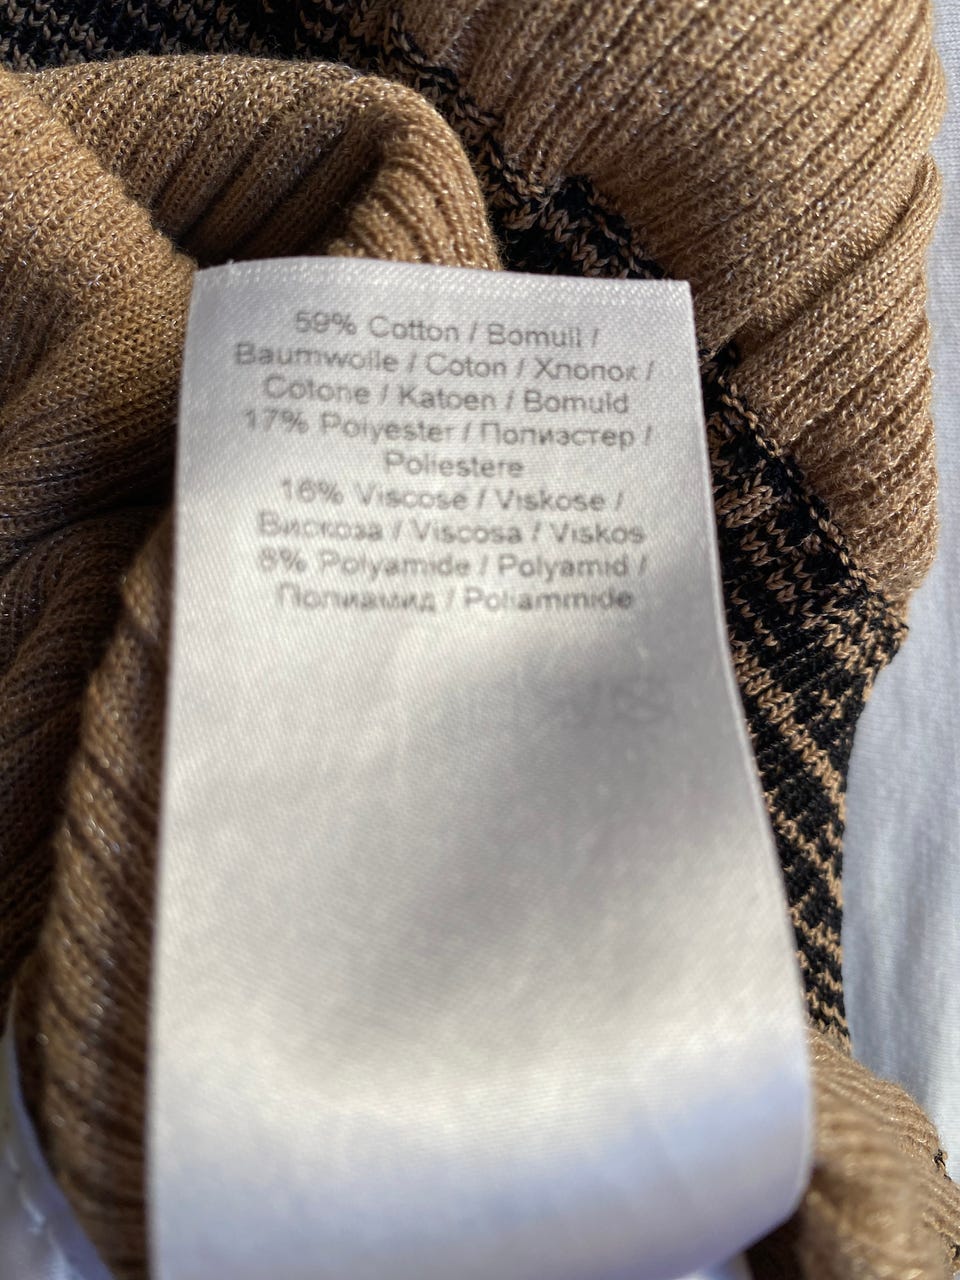 59% Cotton / Bomull /
Baumwolle / Coton / Хлопок /
Cotone / Katoen / Bomuld
17% Polyester / Полиэстер /
Poliestere
16% Viscose / Viskose /
Вискоза / Viscosa / Viskos
8% Polyamide / Polyamid /
Полиамид / Poliammide